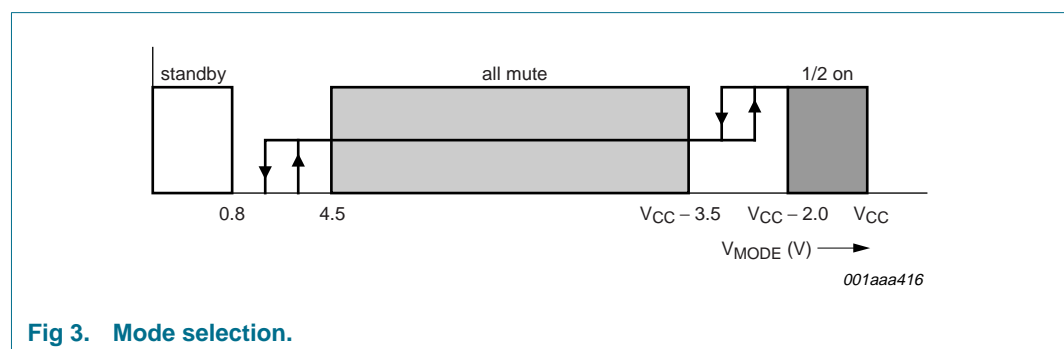 standby all mute 1/2 on
0.8 4.5 VCC – 3.5 VCC – 2.0 VCC
VMODE (V)
001aaa416
Fig 3. Mode selection.